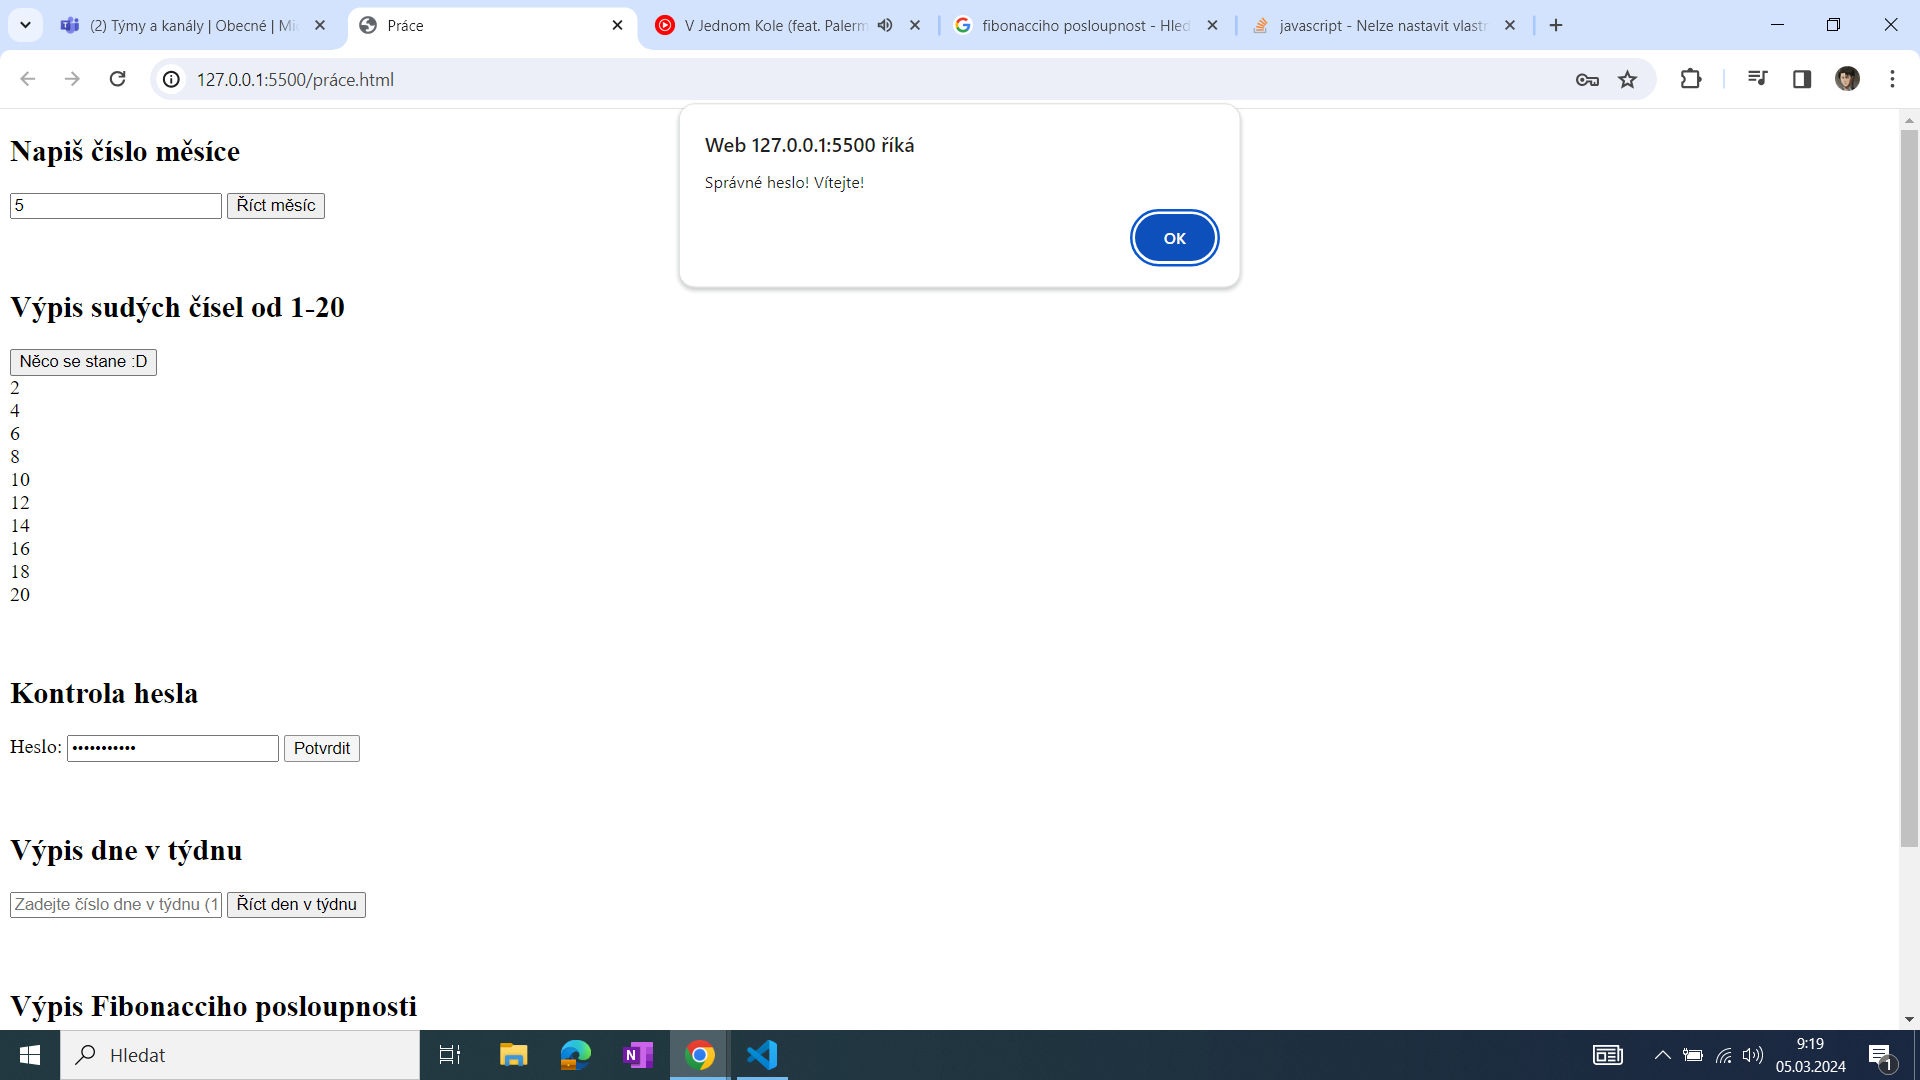 (2) Týmy a kanály | Obecné | Mi
Práce
V Jednom Kole (feat. Palerm
fibonacciho posloupnost - Hled
javascript - Nelze nastavit vlastn
127.0.0.1:5500/práce.html
Web 127.0.0.1:5500 říká
Správné heslo! Vítejte!
OK
Napiš číslo měsíce
5 Říct měsíc
Výpis sudých čísel od 1-20
Něco se stane :D
2
4
6
8
10
12
14
16
18
20
Kontrola hesla
Heslo: ••••••••••• Potvrdit
Výpis dne v týdnu
Zadejte číslo dne v týdnu (1 Říct den v týdnu
Výpis Fibonacciho posloupnosti
Hledat
N
9:19
05.03.2024
1